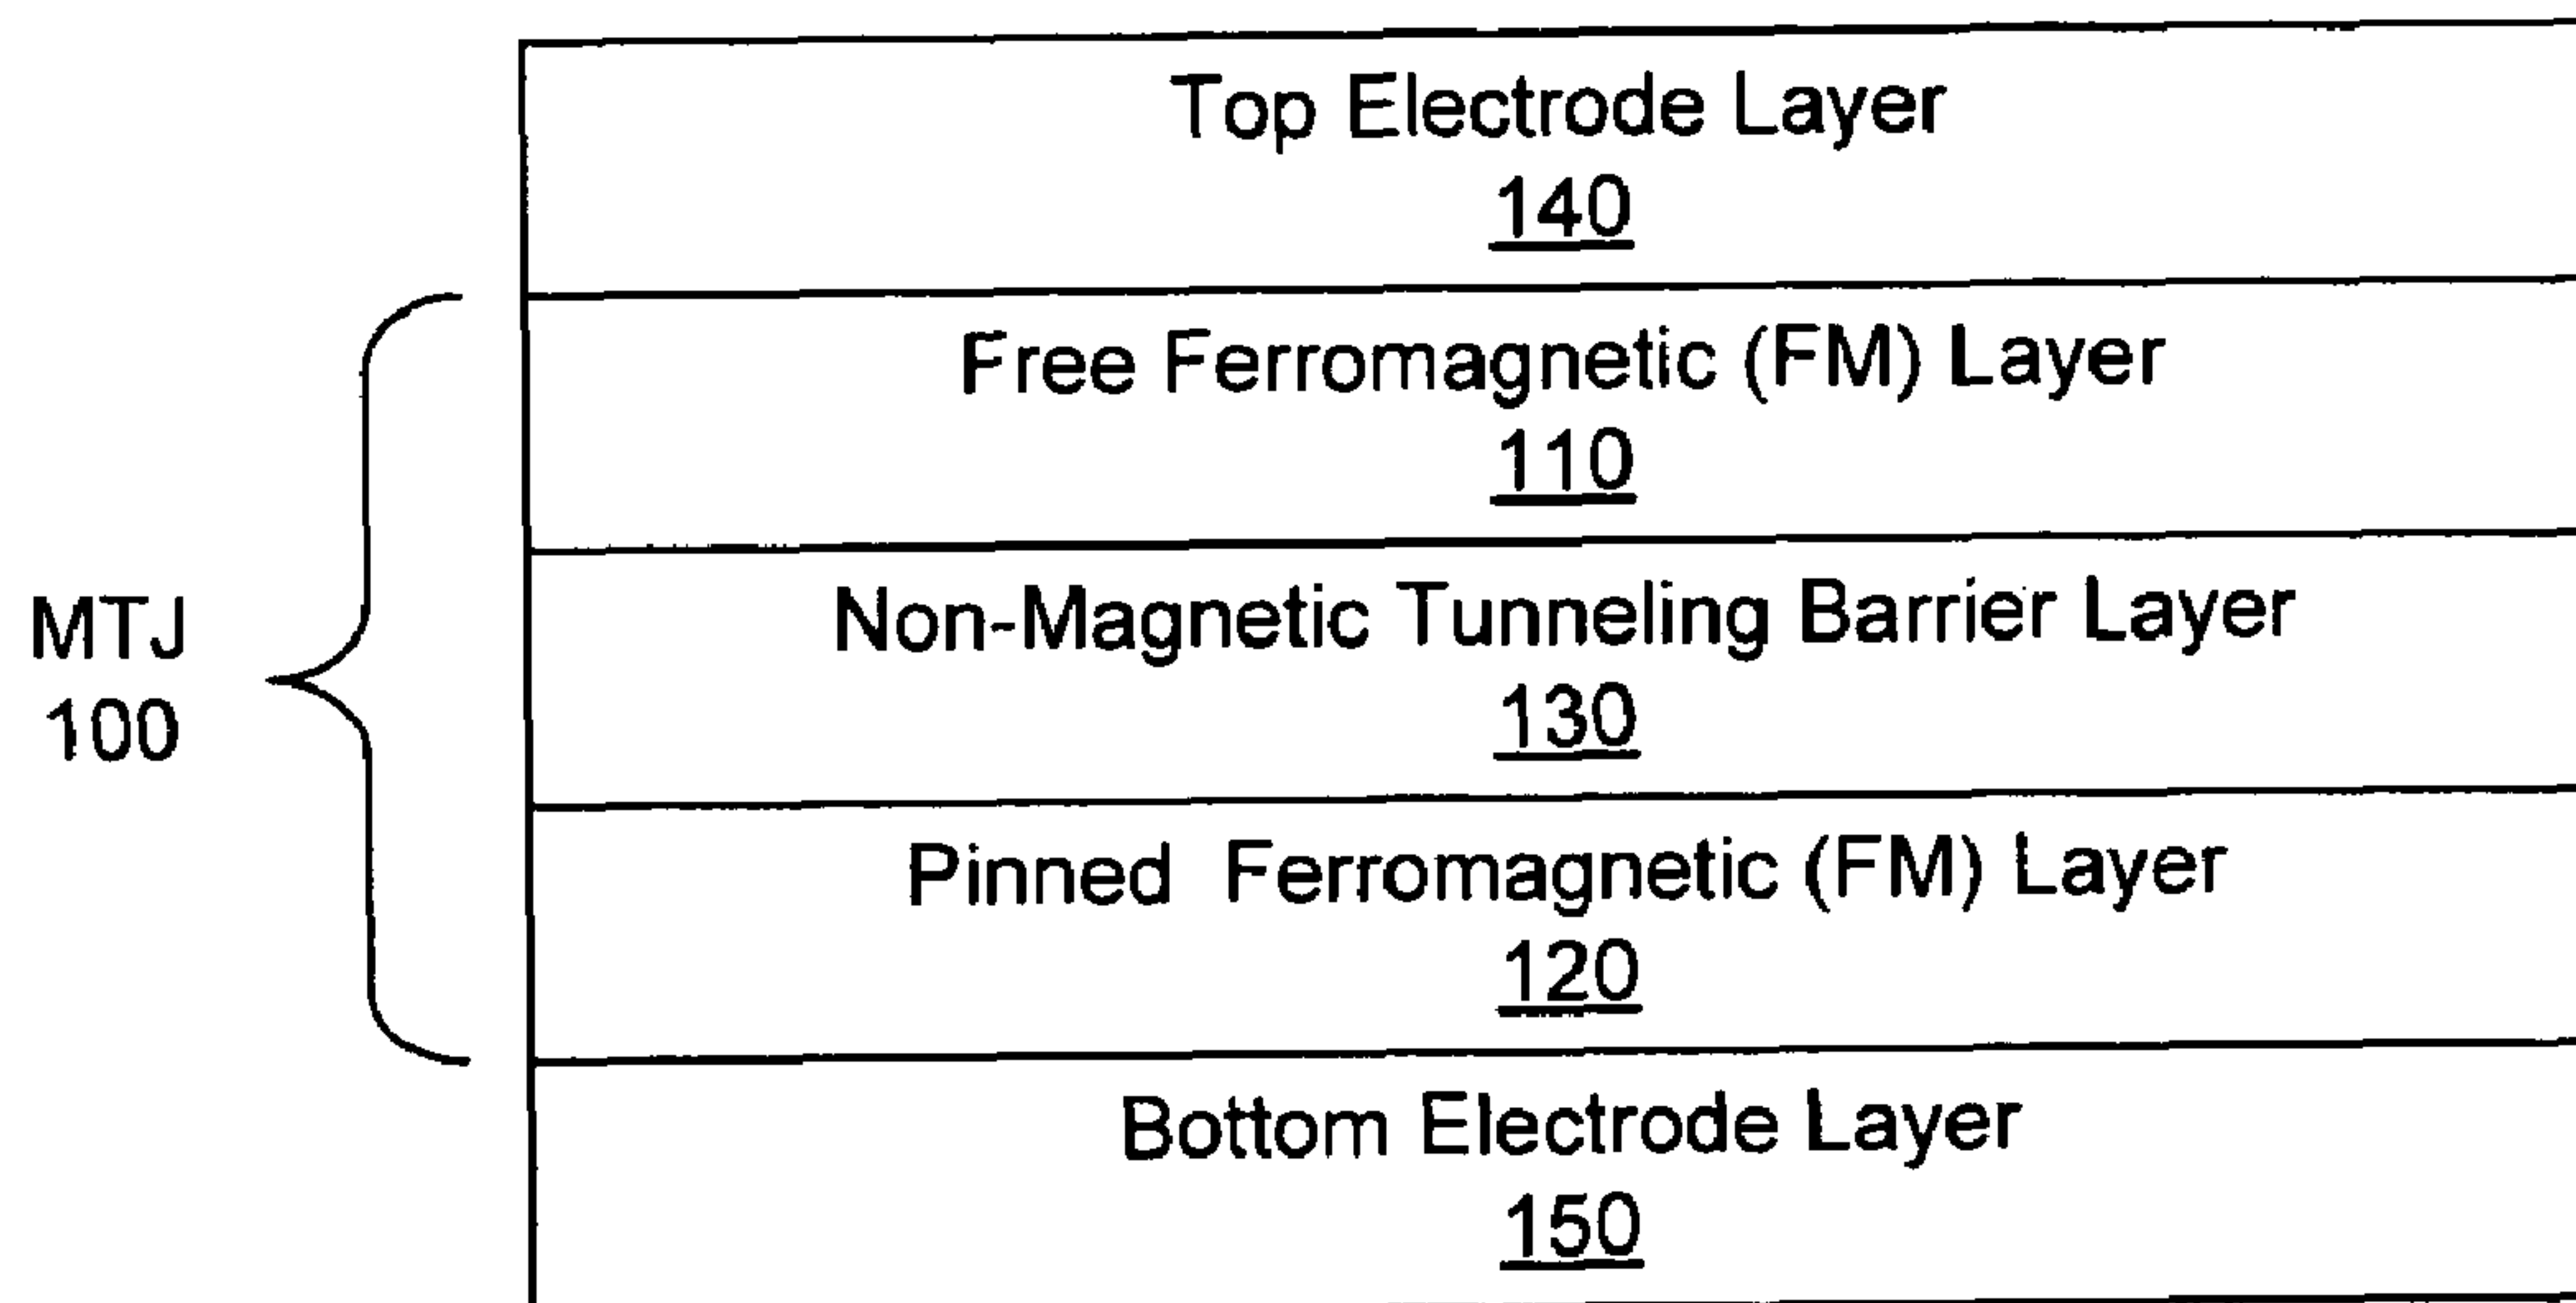 Top Electrode Layer
140
Free Ferromagnetic (FM) Layer
110
MTJ
100
Non-Magnetic Tunneling Barrier Layer
130
Pinned Ferromagnetic (FM) Layer
120
Bottom Electrode Layer
150